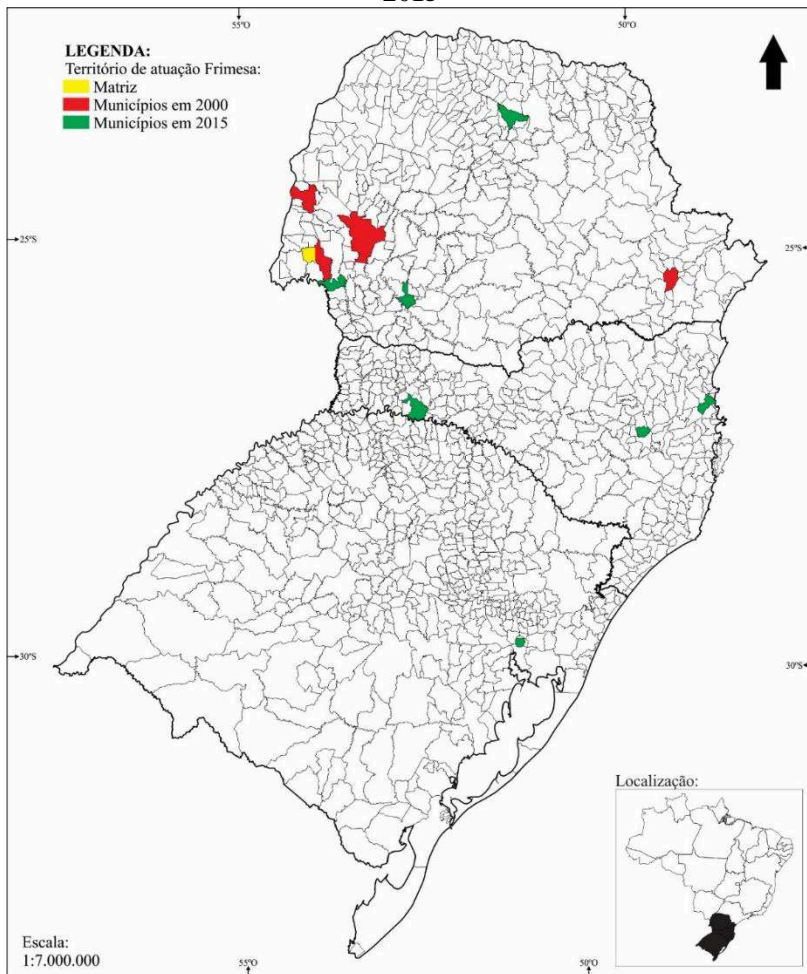 2015
55°O
50°O
LEGENDA:
Território de atuação Frimesa:
Matriz
Municípios em 2000
Municípios em 2015
25°S
25°S
30°S
30°S
Localização:
Escala:
1:7.000.000
55°O
50°O